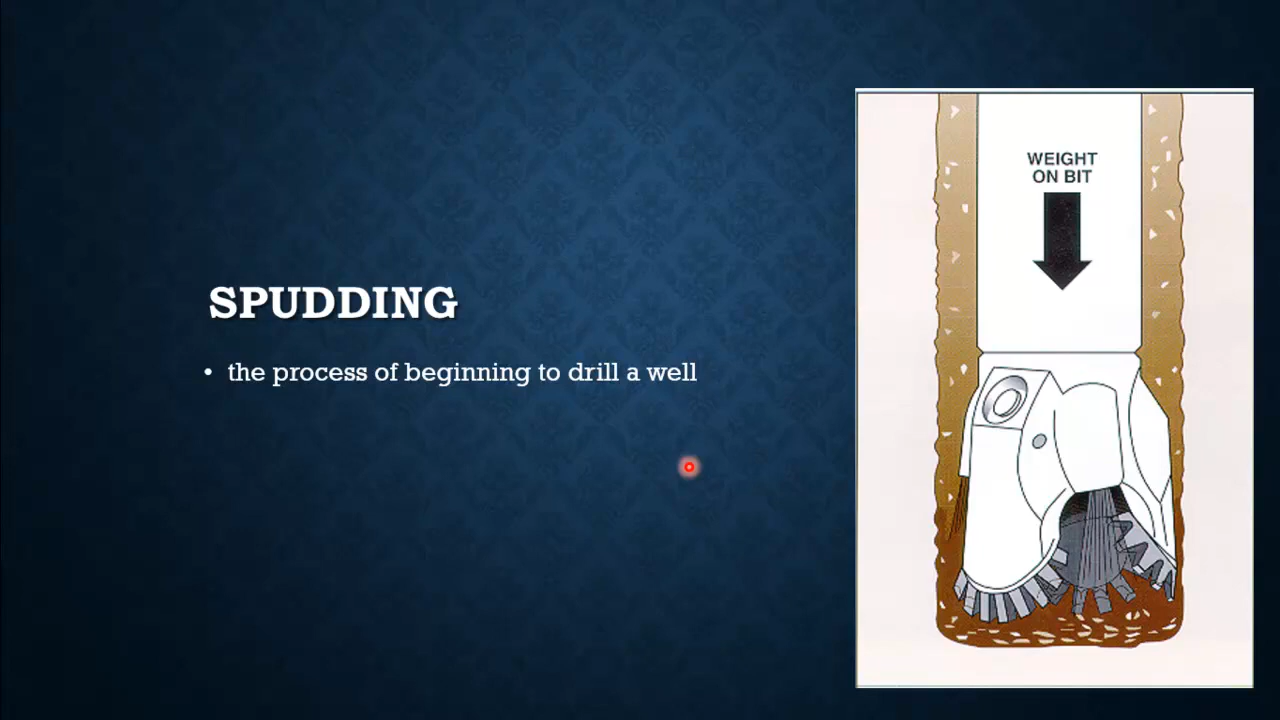 SPUDDING
• the process of beginning to drill a well
WEIGHT
ON BIT